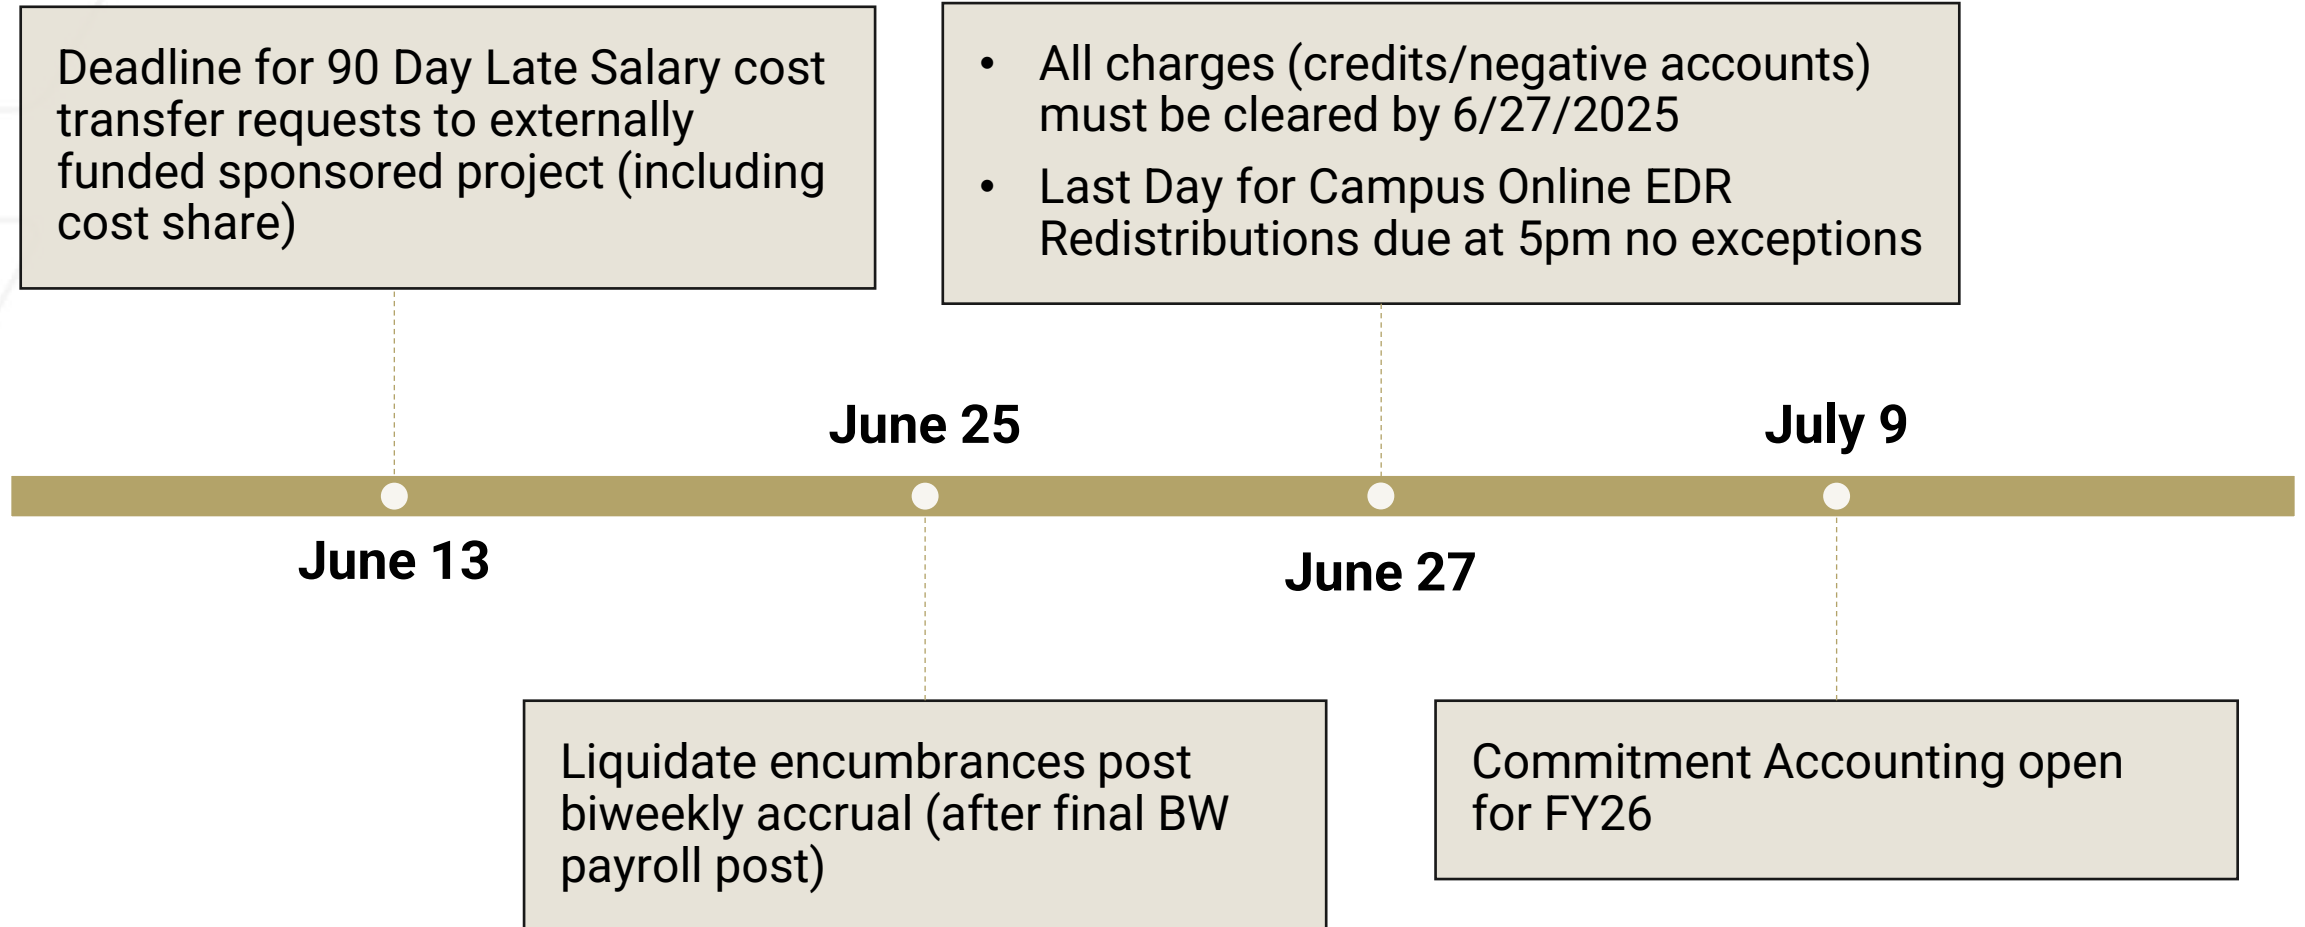 Deadline for 90 Day Late Salary cost
transfer requests to externally
funded sponsored project (including
cost share)
• All charges (credits/negative accounts)
must be cleared by 6/27/2025
• Last Day for Campus Online EDR
Redistributions due at 5pm no exceptions
June 25
July 9
June 13
June 27
Liquidate encumbrances post
biweekly accrual (after final BW
payroll post)
Commitment Accounting open
for FY26